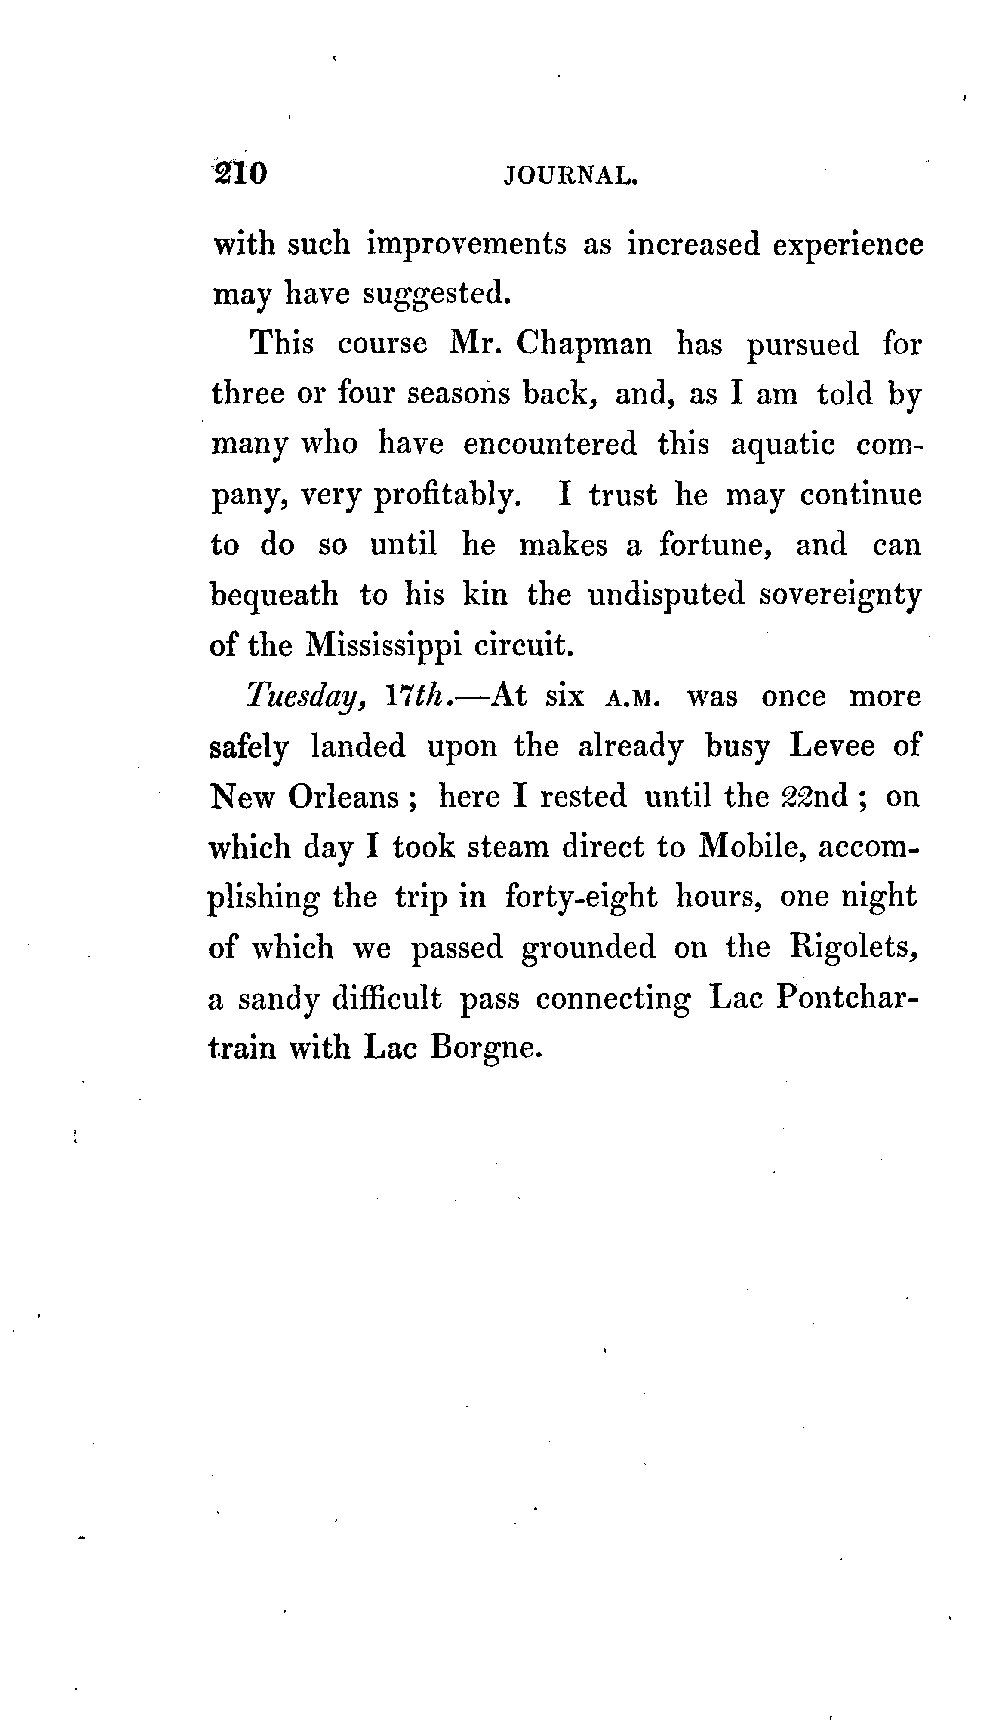 210 JOURNAL.
with such improvements as increased experience
may have suggested.
This course Mr. Chapman has pursued for
three or four seasons back, and, as I am told by
many who have encountered this aquatic com-
pany, very profitably. I trust he may continue
to do so until he makes a fortune, and can
bequeath to his kin the undisputed sovereignty
of the Mississippi circuit.
Tuesday, 17th.—At six A.M. was once more
safely landed upon the already busy Levee of
New Orleans ; here I rested until the 22nd ; on
which day I took steam direct to Mobile, accom-
plishing the trip in forty-eight hours, one night
of which we passed grounded on the Rigolets,
a sandy difficult pass connecting Lac Pontchar-
train with Lac Borgne.